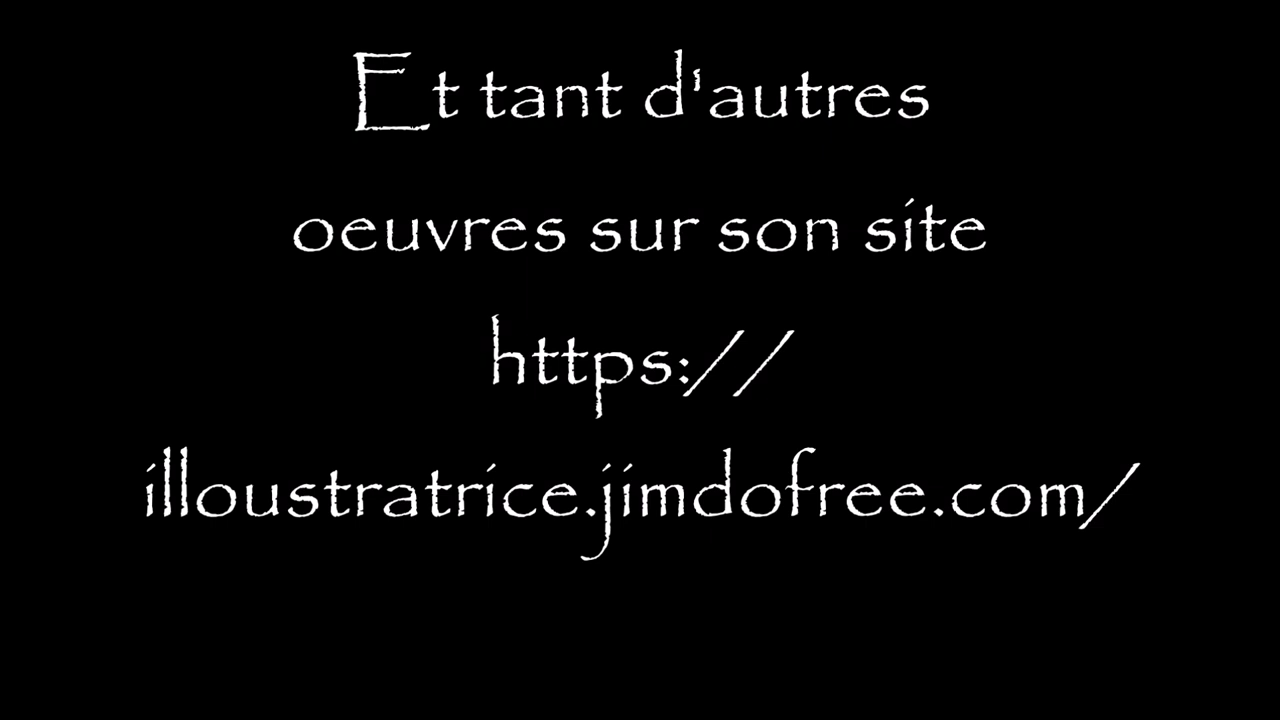 Et tant d'autres
oeuvres sur son site
https://
illoustratrice.jimdofree.com/